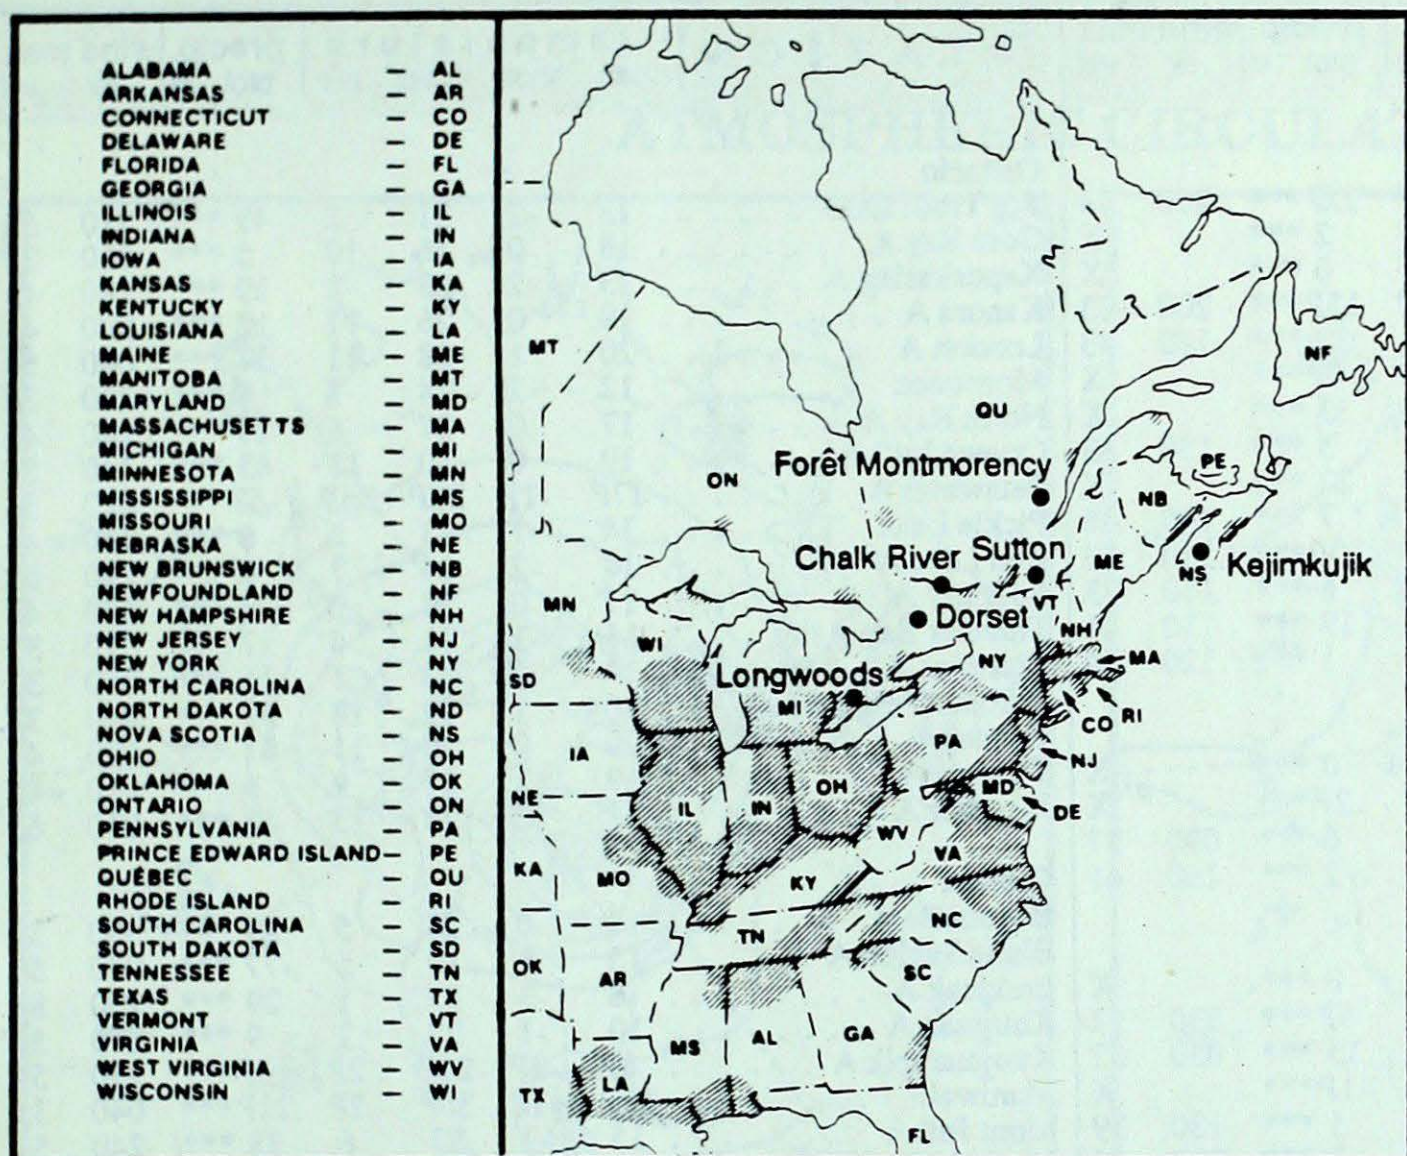 ALABAMA — AL
ARKANSAS — AR
CONNECTICUT — CO
DELAWARE — DE
FLORIDA — FL
GEORGIA — GA
ILLINOIS — IL
INDIANA — IN
IOWA — IA
KANSAS — KA
KENTUCKY — KY
LOUISIANA — LA
MAINE — ME
MANITOBA — MT
MARYLAND — MD
MASSACHUSETTS — MA
MICHIGAN — MI
MINNESOTA — MN
MISSISSIPPI — MS
MISSOURI — MO
NEBRASKA — NE
NEW BRUNSWICK — NB
NEWFOUNDLAND — NF
NEW HAMPSHIRE — NH
NEW JERSEY — NJ
NEW YORK — NY
NORTH CAROLINA — NC
NORTH DAKOTA — ND
NOVA SCOTIA — NS
OHIO — OH
OKLAHOMA — OK
ONTARIO — ON
PENNSYLVANIA — PA
PRINCE EDWARD ISLAND — PE
QUÉBEC — QU
RHODE ISLAND — RI
SOUTH CAROLINA — SC
SOUTH DAKOTA — SD
TENNESSEE — TN
TEXAS — TX
VERMONT — VT
VIRGINIA — VA
WEST VIRGINIA — WV
WISCONSIN — WI
MT
NF
QU
Forêt Montmorency
PE
ON
NB
Chalk River
Sutton
ME
NS
Kejimkujik
MN
VT
Dorset
NH
WI
NY
MA
SD
Longwoods
MI
RI
CO
IA
PA
NJ
NE
IL
IN
OH
MD
DE
WV
VA
KA
MO
KY
TN
NC
OK
AR
SC
MS
AL
GA
TX
LA
FL